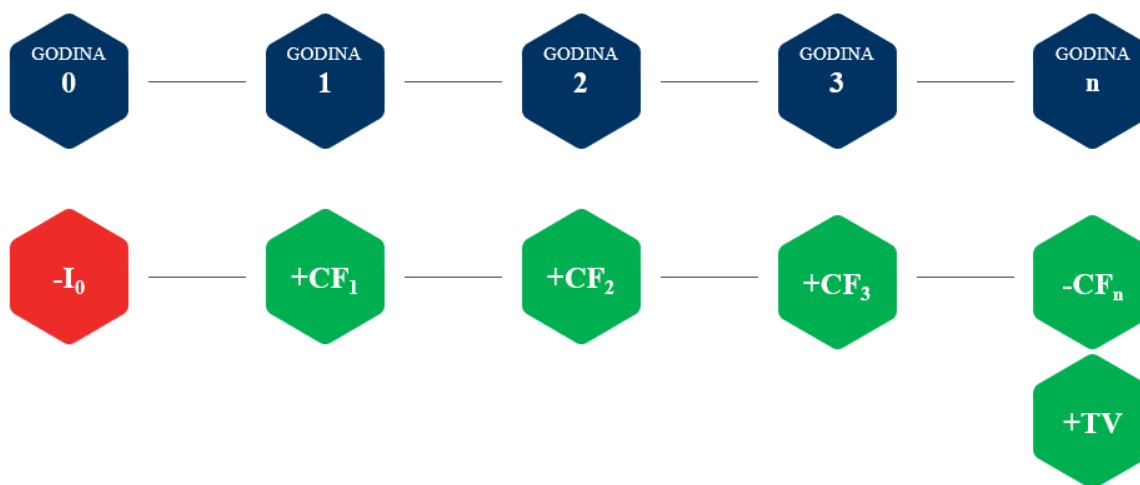 GODINA
0
GODINA
1
GODINA
2
GODINA
3
GODINA
n
-I₀
+CF₁
+CF₂
+CF₃
-CFₙ
+TV